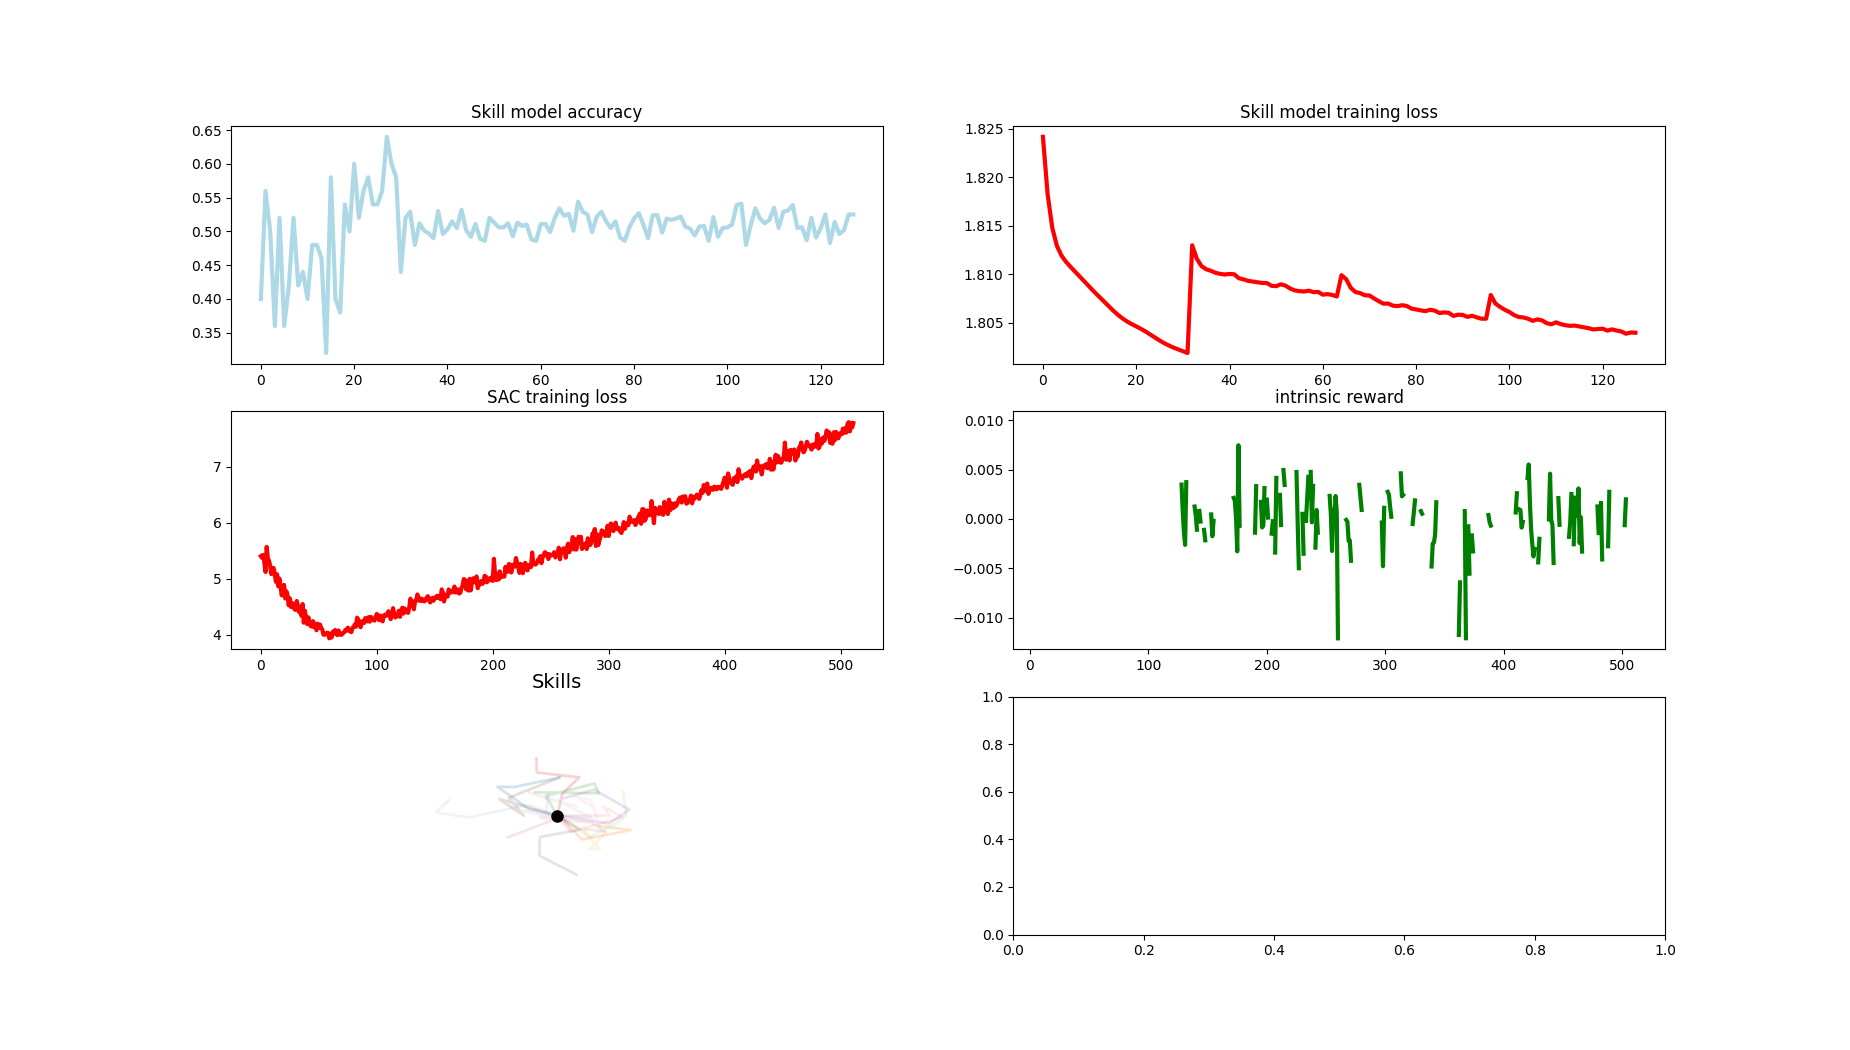 Skill model accuracy
0.65
0.60
0.55
0.50
0.45
0.40
0.35
0 20 40 60 80 100 120
Skill model training loss
1.825
1.820
1.815
1.810
1.805
0 20 40 60 80 100 120
SAC training loss
7
6
5
4
0 100 200 300 400 500
intrinsic reward
0.010
0.005
0.000
−0.005
−0.010
0 100 200 300 400 500
Skills
1.0
0.8
0.6
0.4
0.2
0.0
0.0 0.2 0.4 0.6 0.8 1.0